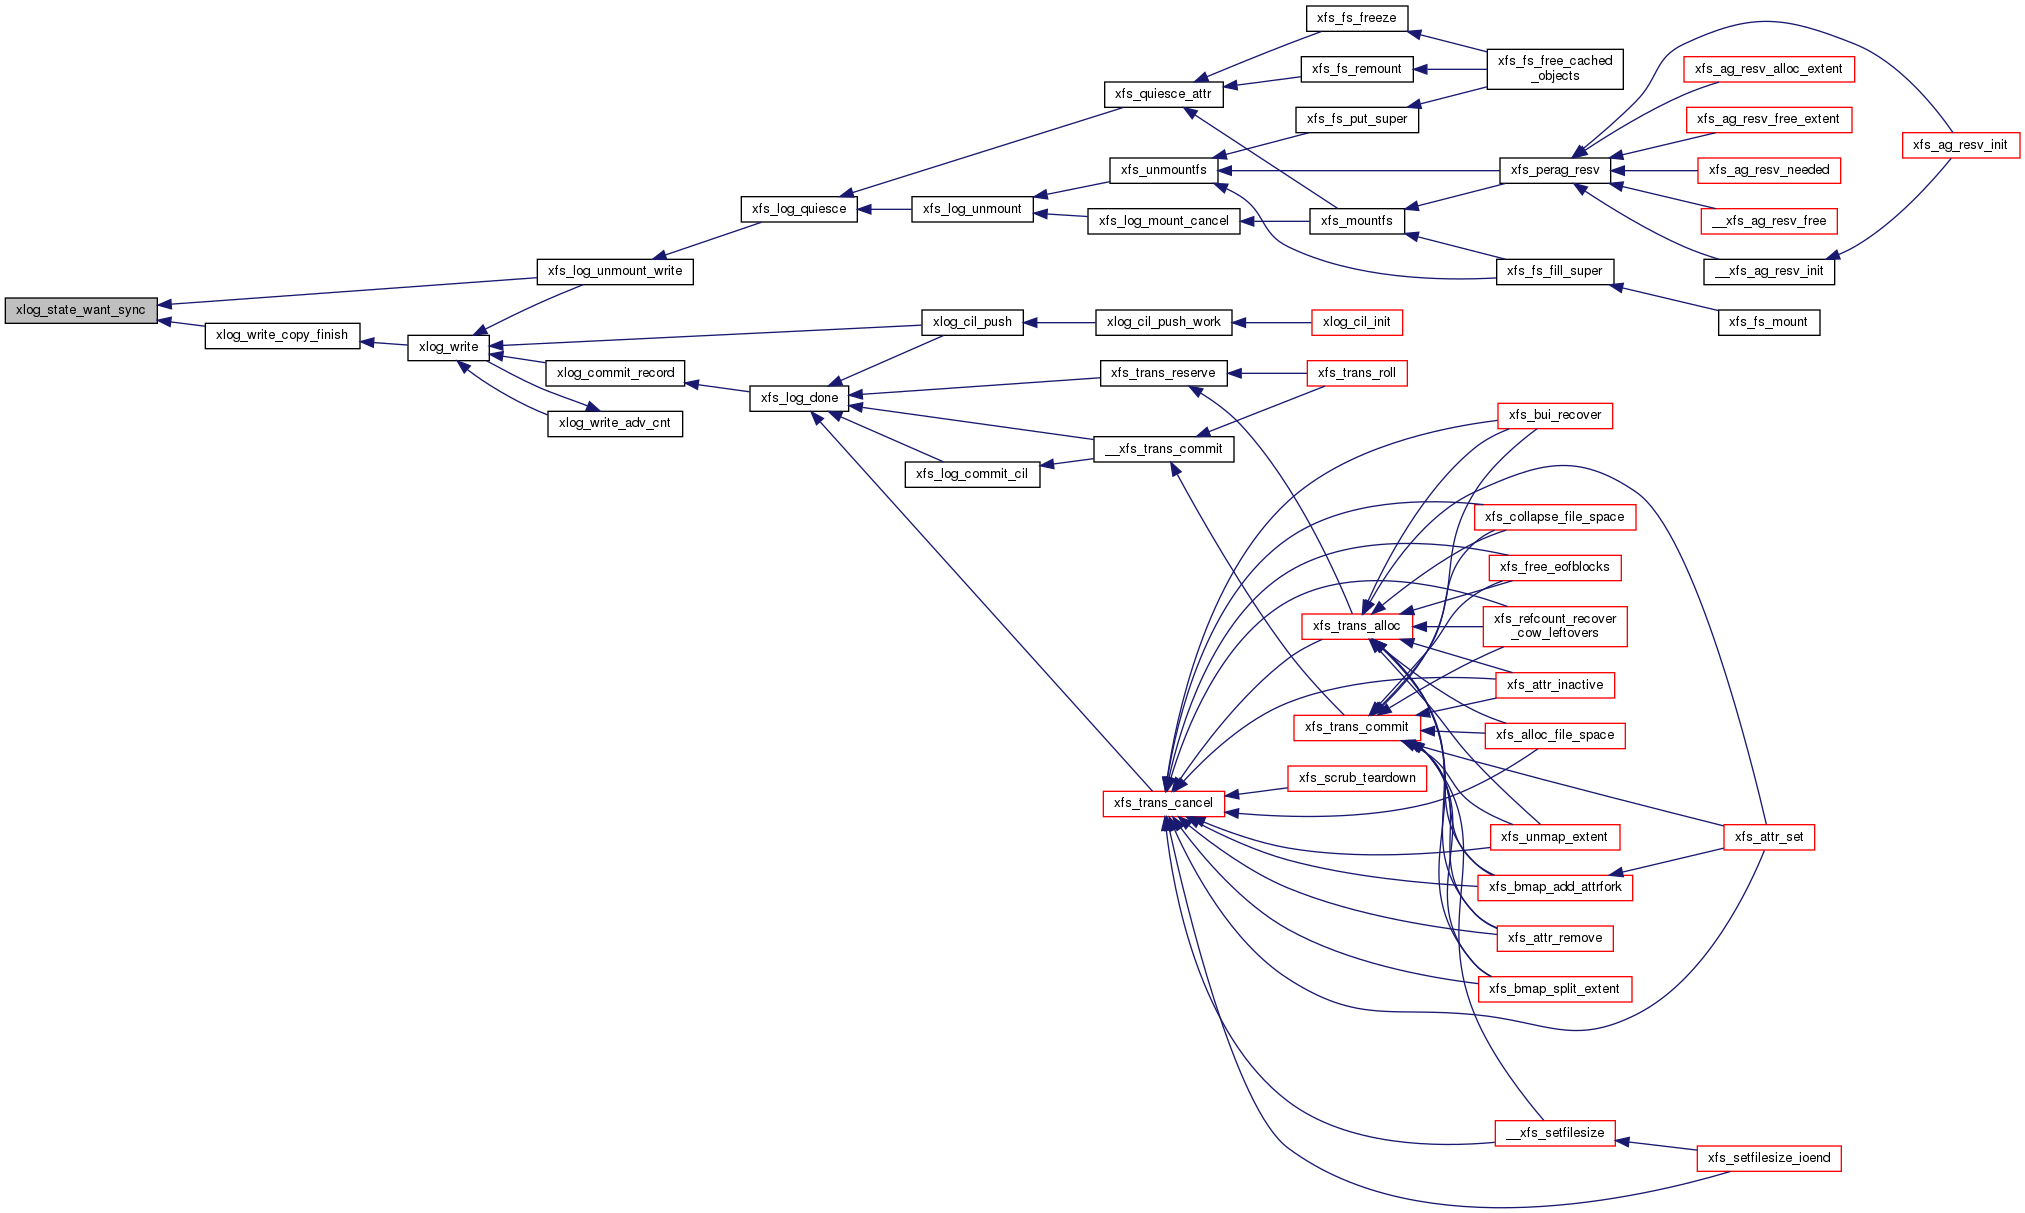 xfs_fs_freeze
xfs_fs_free_cached
_objects
xfs_ag_resv_alloc_extent
xfs_fs_remount
xfs_quiesce_attr
xfs_fs_put_super
xfs_ag_resv_free_extent
xfs_ag_resv_init
xfs_unmountfs
xfs_perag_resv
xfs_ag_resv_needed
xfs_log_quiesce
xfs_log_unmount
xfs_log_mount_cancel
xfs_mountfs
__xfs_ag_resv_free
xfs_log_unmount_write
xfs_fs_fill_super
__xfs_ag_resv_init
xlog_state_want_sync
xlog_write_copy_finish
xlog_write
xlog_cil_push
xlog_cil_push_work
xlog_cil_init
xfs_fs_mount
xlog_commit_record
xfs_log_done
xfs_trans_reserve
xfs_trans_roll
xlog_write_adv_cnt
xfs_bui_recover
__xfs_trans_commit
xfs_log_commit_cil
xfs_collapse_file_space
xfs_free_eofblocks
xfs_trans_alloc
xfs_refcount_recover
_cow_leftovers
xfs_attr_inactive
xfs_trans_commit
xfs_alloc_file_space
xfs_scrub_teardown
xfs_trans_cancel
xfs_unmap_extent
xfs_attr_set
xfs_bmap_add_attrfork
xfs_attr_remove
xfs_bmap_split_extent
__xfs_setfilesize
xfs_setfilesize_ioend